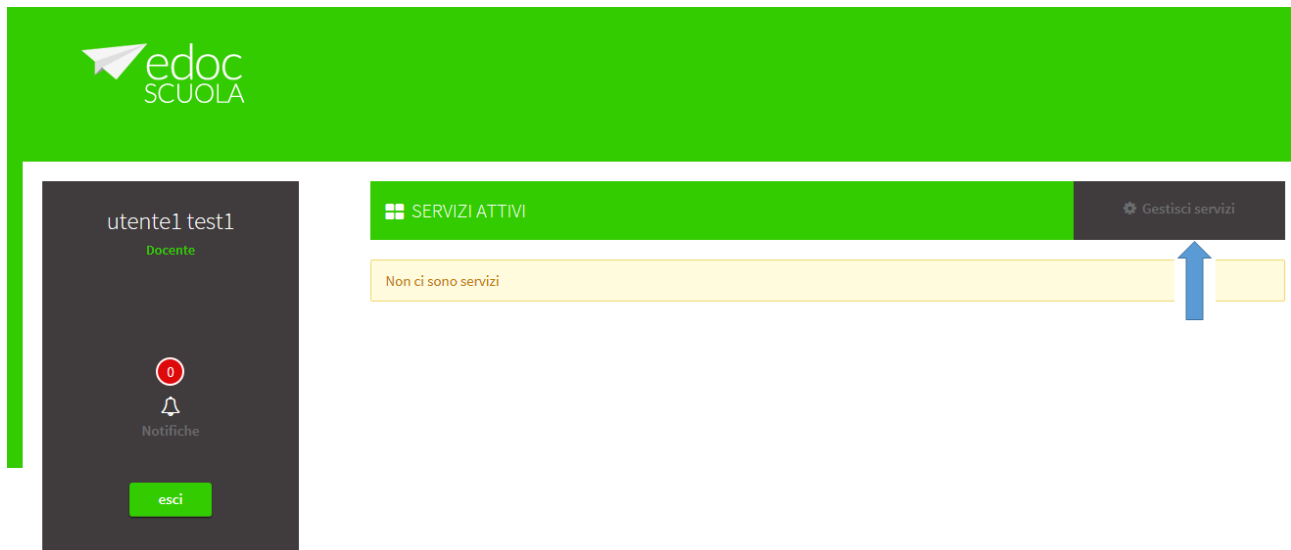 edoc
SCUOLA
utente1 test1
Docente
0
Notifiche
esci
SERVIZI ATTIVI
Gestisci servizi
Non ci sono servizi